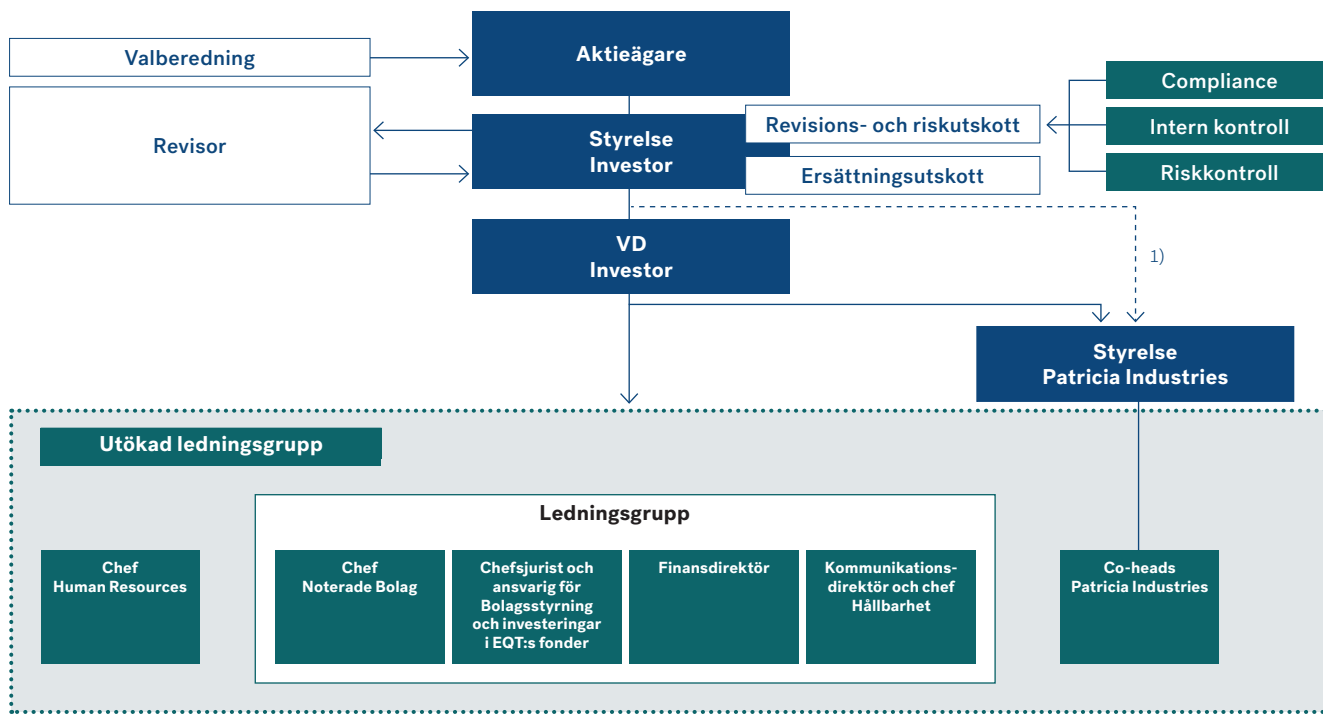 Valberedning
Aktieägare
Revisor
Styrelse
Investor
Revisions- och riskutskott
Ersättningsutskott
Compliance
Intern kontroll
Riskkontroll
VD
Investor
1)
Styrelse
Patricia Industries
Utökad ledningsgrupp
Ledningsgrupp
Chef
Human Resources
Chef
Noterade Bolag
Chefsjurist och
ansvarig för
Bolagsstyrning
och investeringar
i EQT:s fonder
Finansdirektör
Kommunikations-
direktör och chef
Hållbarhet
Co-heads
Patricia Industries